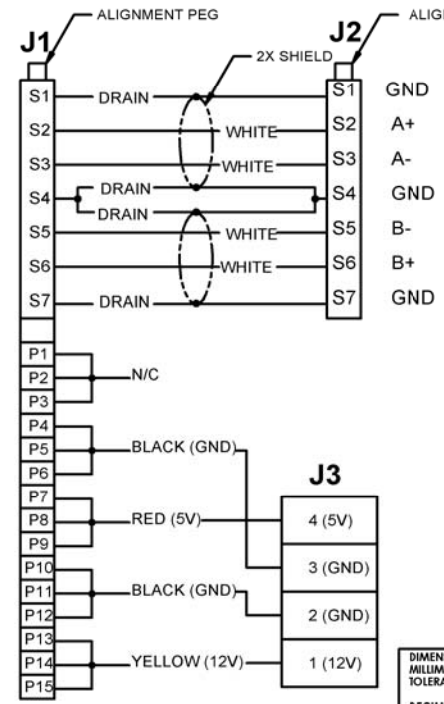 ALIGNMENT PEG
ALIG
J1
J2
2X SHIELD
S1 DRAIN S1 GND
S2 WHITE S2 A+
S3 WHITE S3 A-
DRAIN
S4 S4 GND
DRAIN
S5 WHITE S5 B-
S6 WHITE S6 B+
S7 DRAIN S7 GND
P1
P2 N/C
P3
P4
P5 BLACK (GND)
P6
J3
P7
P8 RED (5V) 4 (5V)
P9
3 (GND)
P10
P11 BLACK (GND)
2 (GND)
P12
P13
P14 YELLOW (12V) 1 (12V)
P15
DIMEN
MILLIM
TOLERA